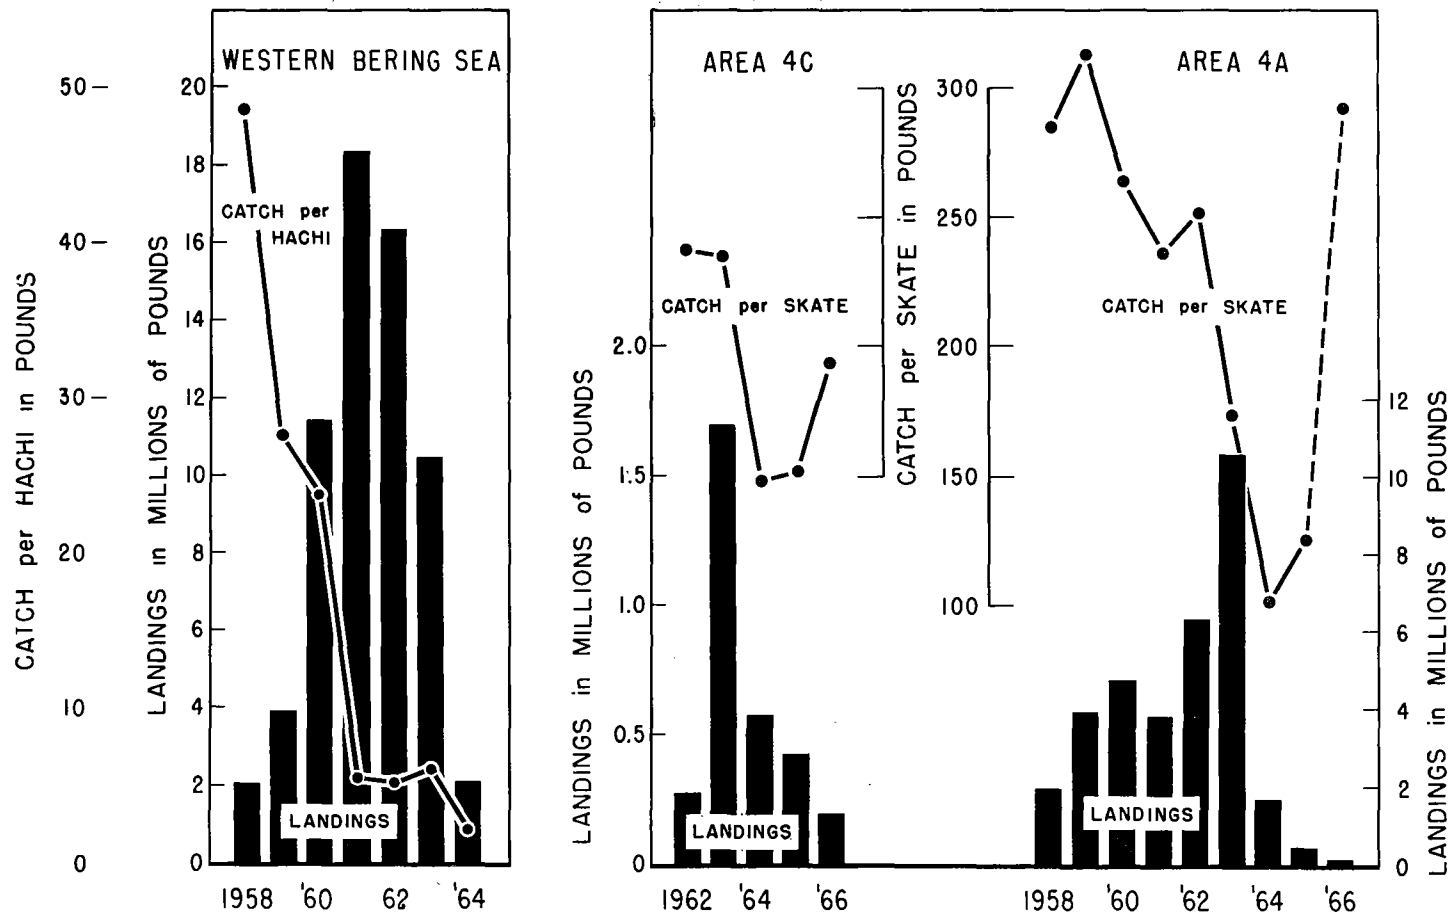 WESTERN BERING SEA
CATCH per HACHI in POUNDS
50
40
30
20
10
0
LANDINGS in MILLIONS of POUNDS
20
18
16
14
12
10
8
6
4
2
0
CATCH per
HACHI
LANDINGS
1958 '60 62 '64
AREA 4C
LANDINGS in MILLIONS of POUNDS
2.0
1.5
1.0
0.5
0
CATCH per SKATE
LANDINGS
1962 '64 '66
CATCH per SKATE in POUNDS
300
250
200
150
100
AREA 4A
CATCH per SKATE
LANDINGS
1958 '60 '62 '64 '66
12
10
8
6
4
2
0
LANDINGS in MILLIONS of POUNDS